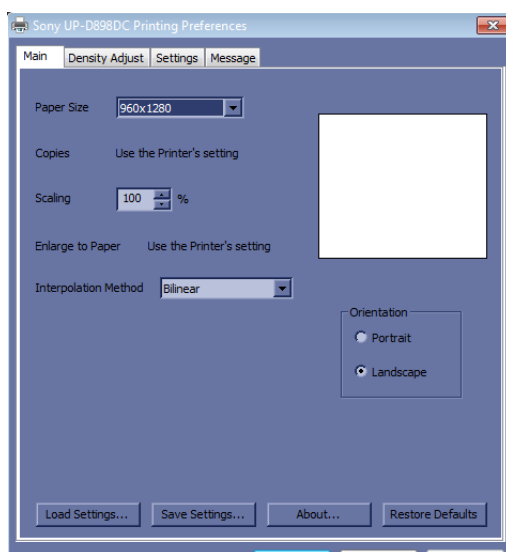 Sony UP-D898DC Printing Preferences
Main Density Adjust Settings Message
Paper Size 960x1280
Copies Use the Printer's setting
Scaling 100 %
Enlarge to Paper Use the Printer's setting
Interpolation Method Bilinear
Orientation
Portrait
Landscape
Load Settings... Save Settings... About... Restore Defaults